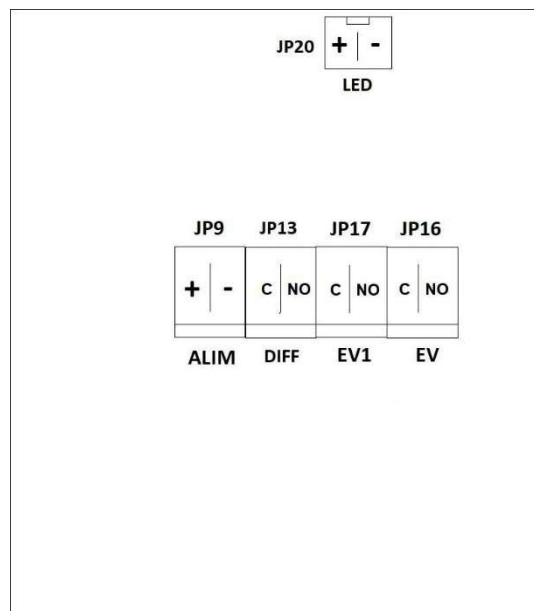 JP20 + -
LED
JP9 JP13 JP17 JP16
+ - C NO C NO C NO
ALIM DIFF EV1 EV